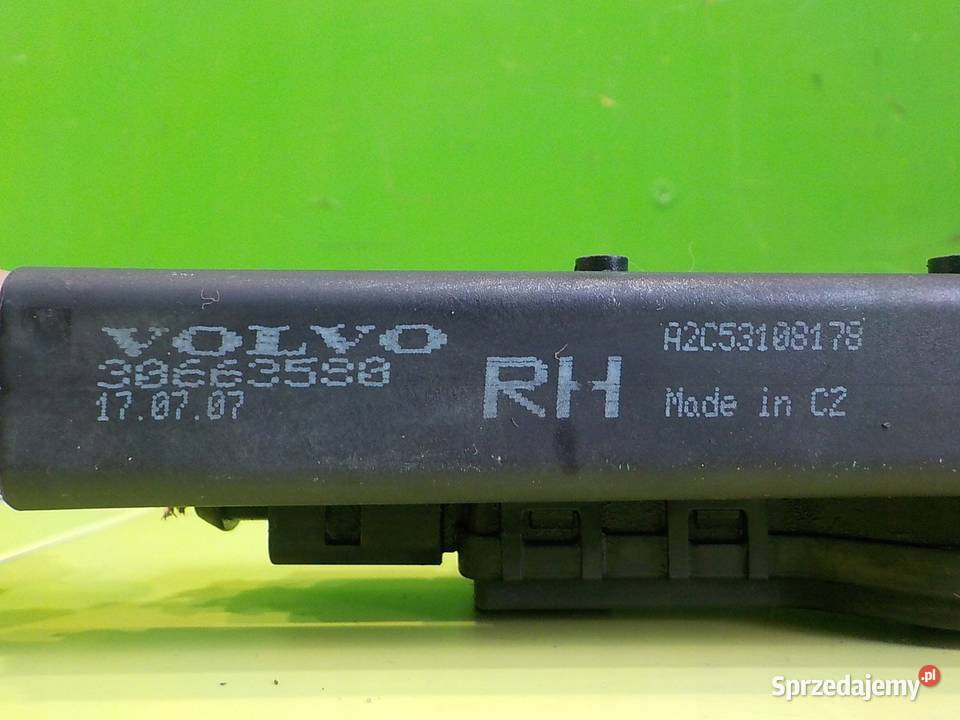 VOLVO
30663580
17.07.07
RH
A2C53108178
Made in CZ
Sprzedajemy.pl